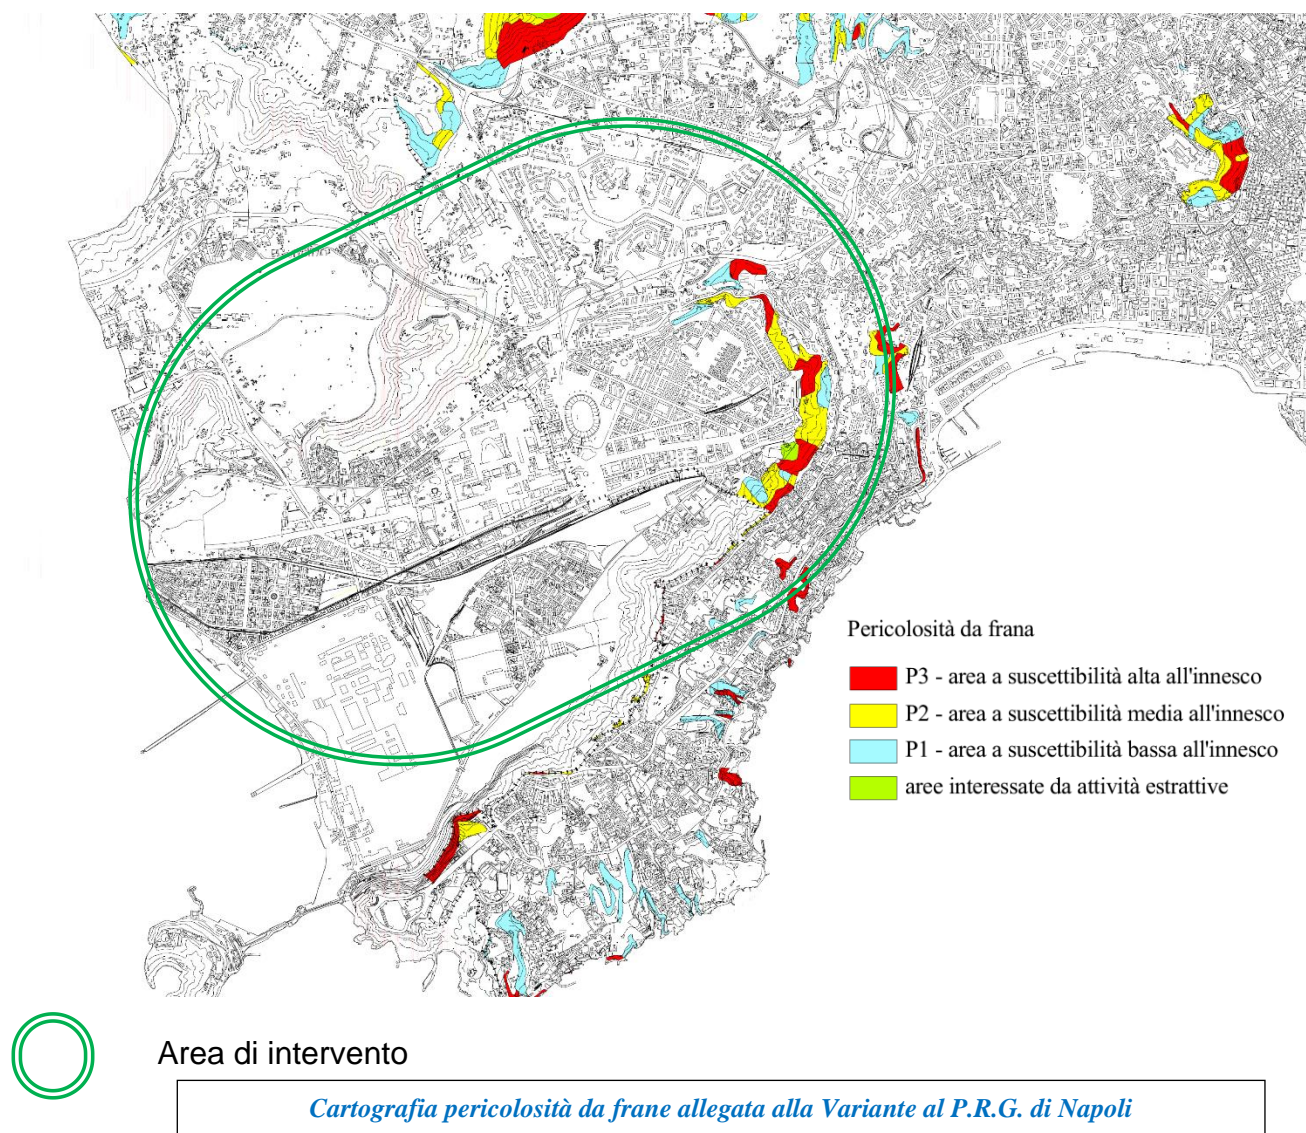 Pericolosità da frana
P3 - area a suscettibilità alta all'innesco
P2 - area a suscettibilità media all'innesco
P1 - area a suscettibilità bassa all'innesco
aree interessate da attività estrattive
Area di intervento
Cartografia pericolosità da frane allegata alla Variante al P.R.G. di Napoli